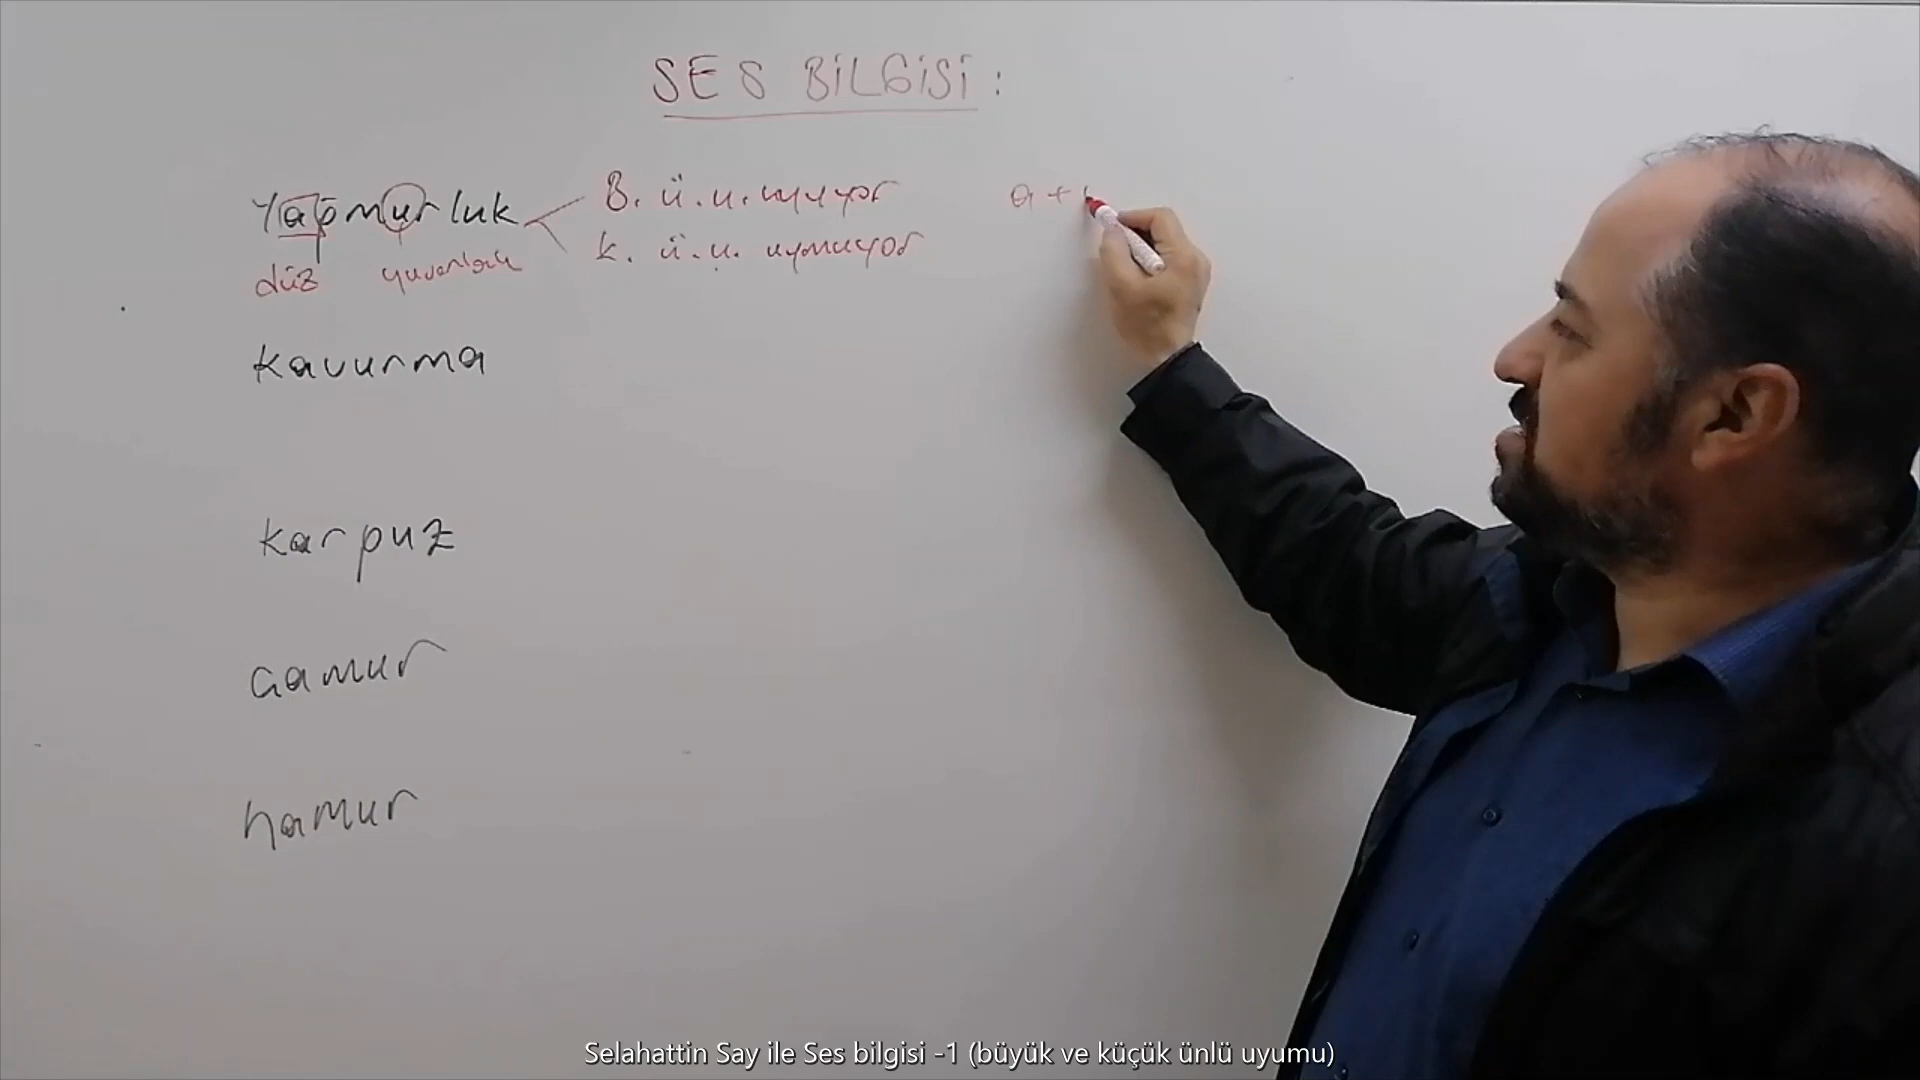 SES BİLGİSİ:
Yağmurluk
B. ü. u. uyuyor
a +
düz yuvarlak
k. ü. u. uymuyor
kavurma
karpuz
çamur
hamur
Selahattin Say ile Ses bilgisi -1 (büyük ve küçük ünlü uyumu)